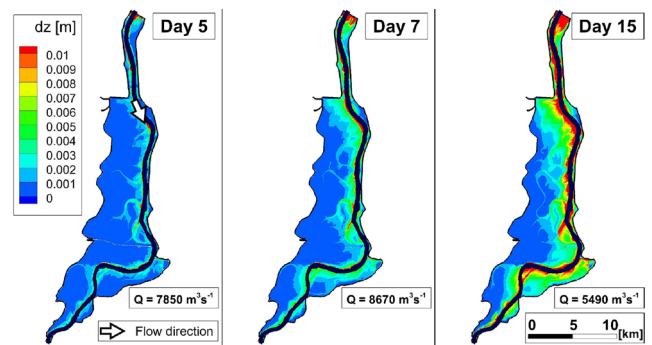 dz [m]
0.01
0.009
0.008
0.007
0.006
0.005
0.004
0.003
0.002
0.001
0
Day 5
Q = 7850 m³s⁻¹
Flow direction
Day 7
Q = 8670 m³s⁻¹
Day 15
Q = 5490 m³s⁻¹
0 5 10 [km]